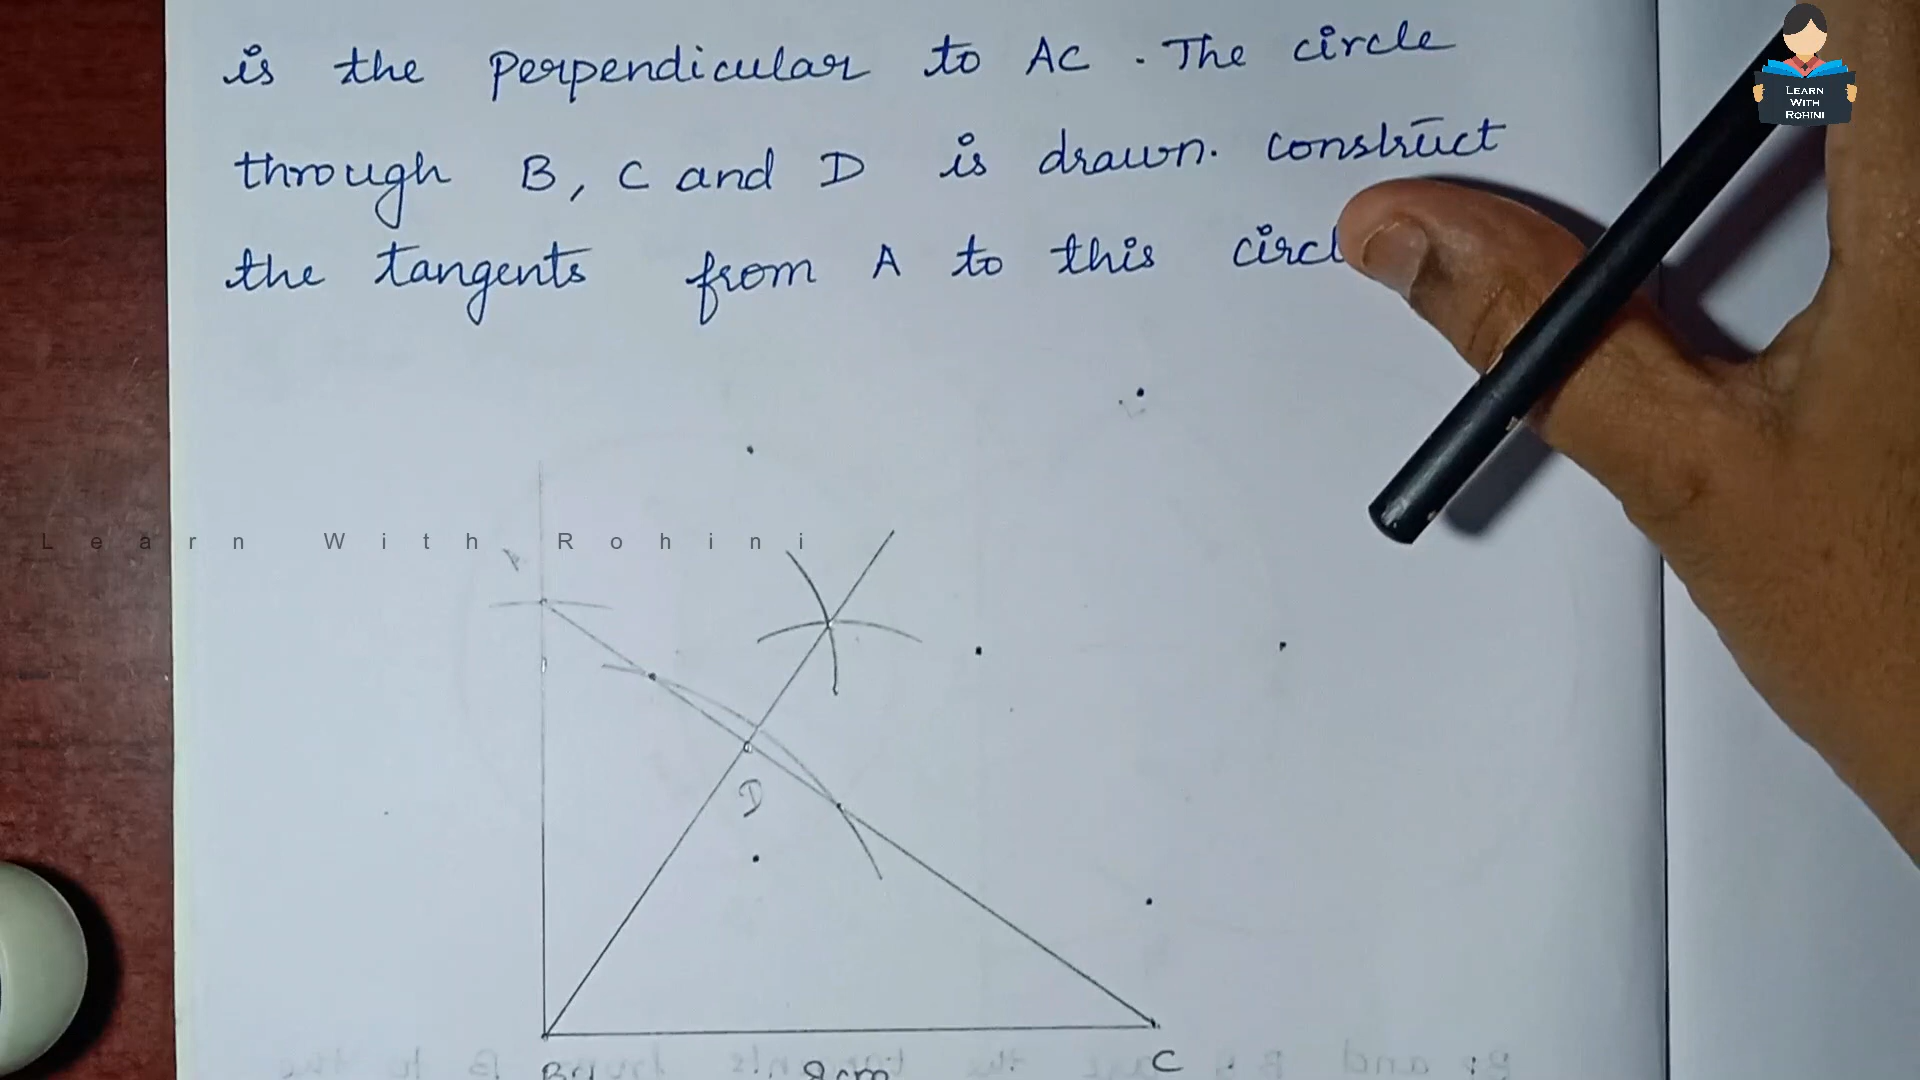 is the perpendicular to AC . The circle
through B, C and D is drawn. construct
the tangents from A to this circl
LEARN
WITH
ROHINI
Learn With Rohini
A
D
C
8cm